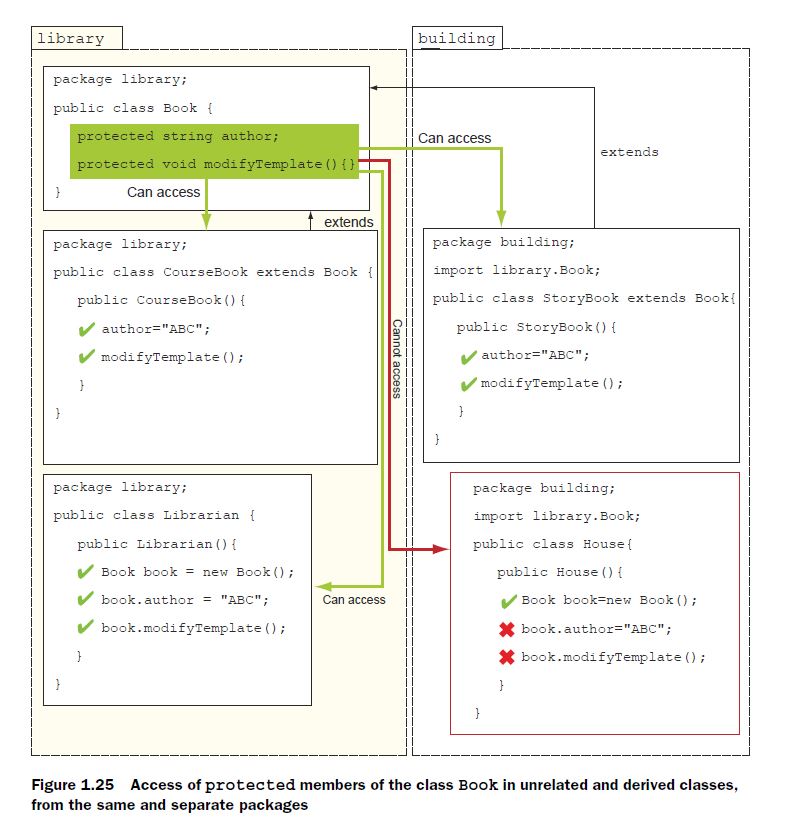 library
package library;
public class Book {
protected string author;
protected void modifyTemplate(){}
}
Can access
extends
package library;
public class CourseBook extends Book {
public CourseBook(){
author="ABC";
modifyTemplate();
}
}
package library;
public class Librarian {
public Librarian(){
Book book = new Book();
book.author = "ABC";
book.modifyTemplate();
}
}
Can access
Cannot access
building
Can access
extends
package building;
import library.Book;
public class StoryBook extends Book{
public StoryBook(){
author="ABC";
modifyTemplate();
}
}
package building;
import library.Book;
public class House{
public House(){
Book book=new Book();
book.author="ABC";
book.modifyTemplate();
}
}
Figure 1.25 Access of protected members of the class Book in unrelated and derived classes,
from the same and separate packages